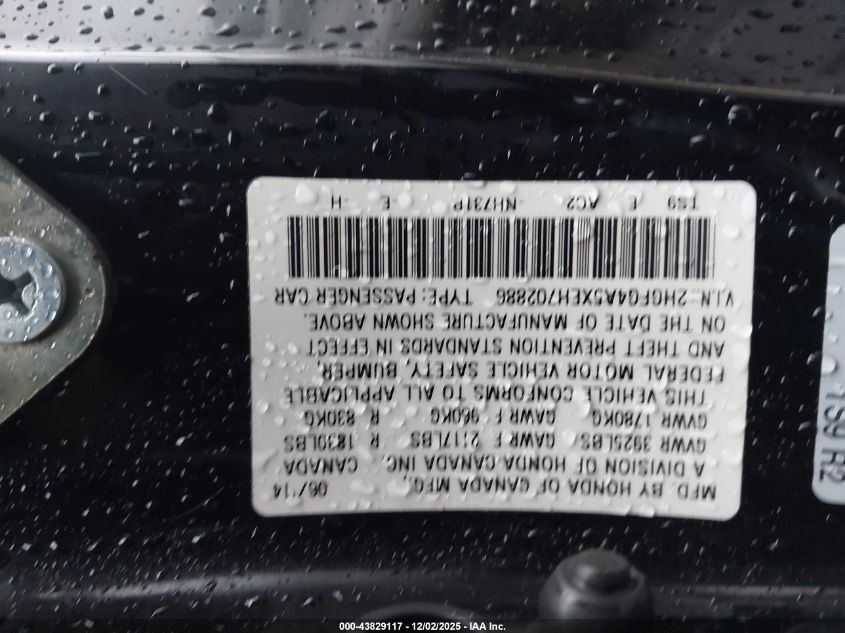 MFD. BY HONDA OF CANADA MFG., 06/'14
A DIVISION OF HONDA CANADA INC. CANADA
GVWR 3925LBS GAWR F 2117LBS R 1830LBS
GVWR 1780KG GAWR F 960KG R 830KG
THIS VEHICLE CONFORMS TO ALL APPLICABLE
FEDERAL MOTOR VEHICLE SAFETY, BUMPER,
AND THEFT PREVENTION STANDARDS IN EFFECT
ON THE DATE OF MANUFACTURE SHOWN ABOVE.
V.I.N.:2HGFG4A5XEH702886 TYPE: PASSENGER CAR
TS9 E AC2 NH731P E E -H
000-43829117 - 12/02/2025 - IAA Inc.